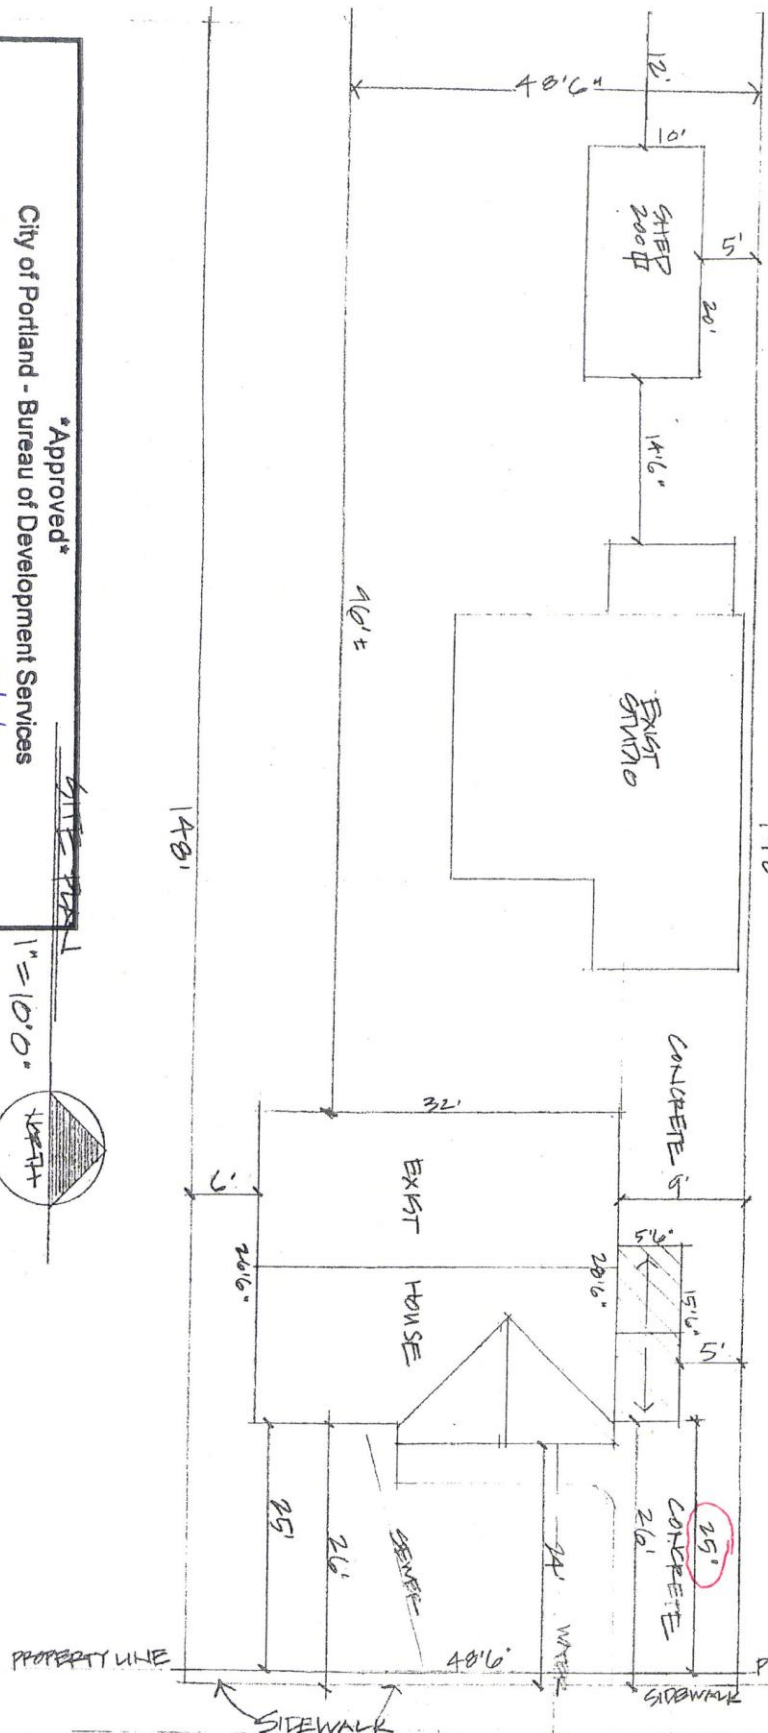 12'
48'6"
10'
SHED
200
5'
20'
14'6"
EXIST
STUDIO
96'±
148'
*Approved*
City of Portland - Bureau of Development Services
SITE PLAN
1" = 10'0"
NORTH
CONCRETE
32'
6'
EXIST
HOUSE
5'6"
26'6"
28'6"
15'6"
5'
25'
26'
SEWER
24'
WATER
26'
CONCRETE
25'
48'6"
PROPERTY LINE
SIDEWALK
SIDEWALK